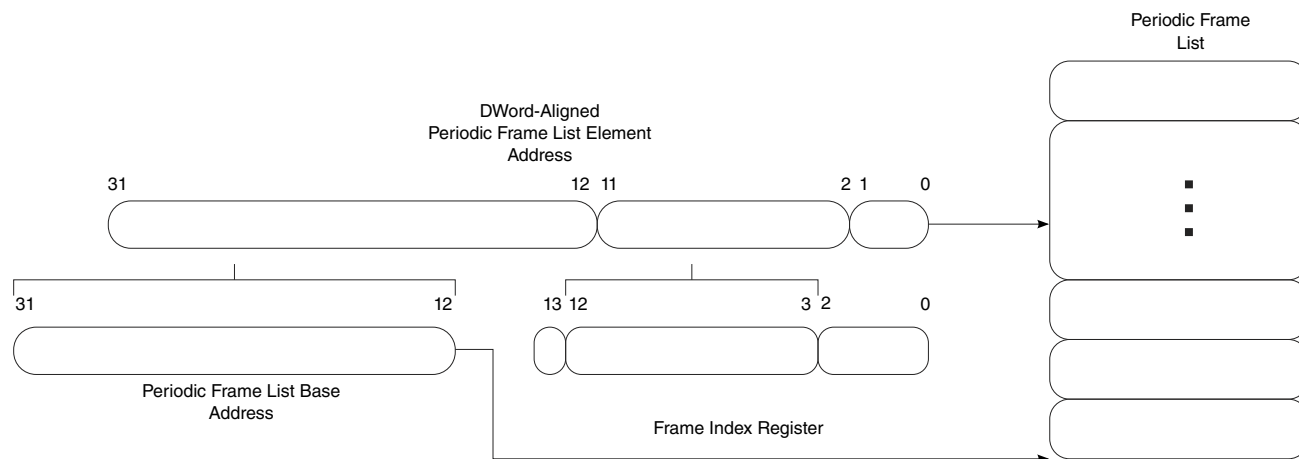 Periodic Frame
List
DWord-Aligned
Periodic Frame List Element
Address
31 12 11 2 1 0
31 12 13 12 3 2 0
Periodic Frame List Base
Address
Frame Index Register